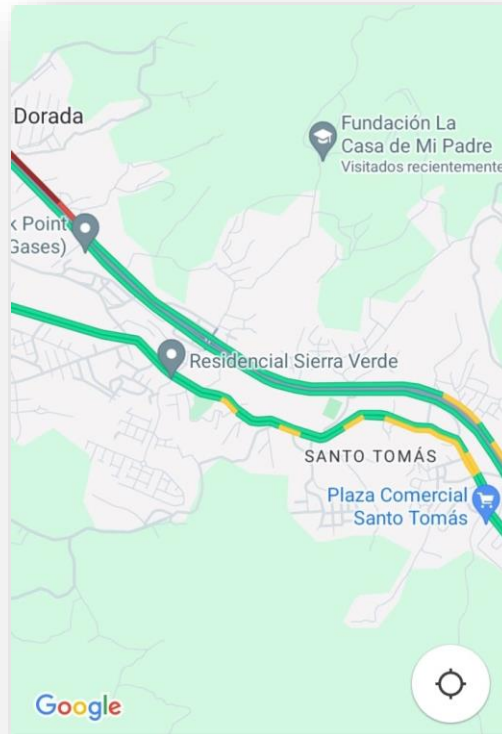 Dorada
Fundación La
Casa de Mi Padre
Visitados recientemente
k Point
Gases)
Residencial Sierra Verde
SANTO TOMÁS
Plaza Comercial
Santo Tomás
Google